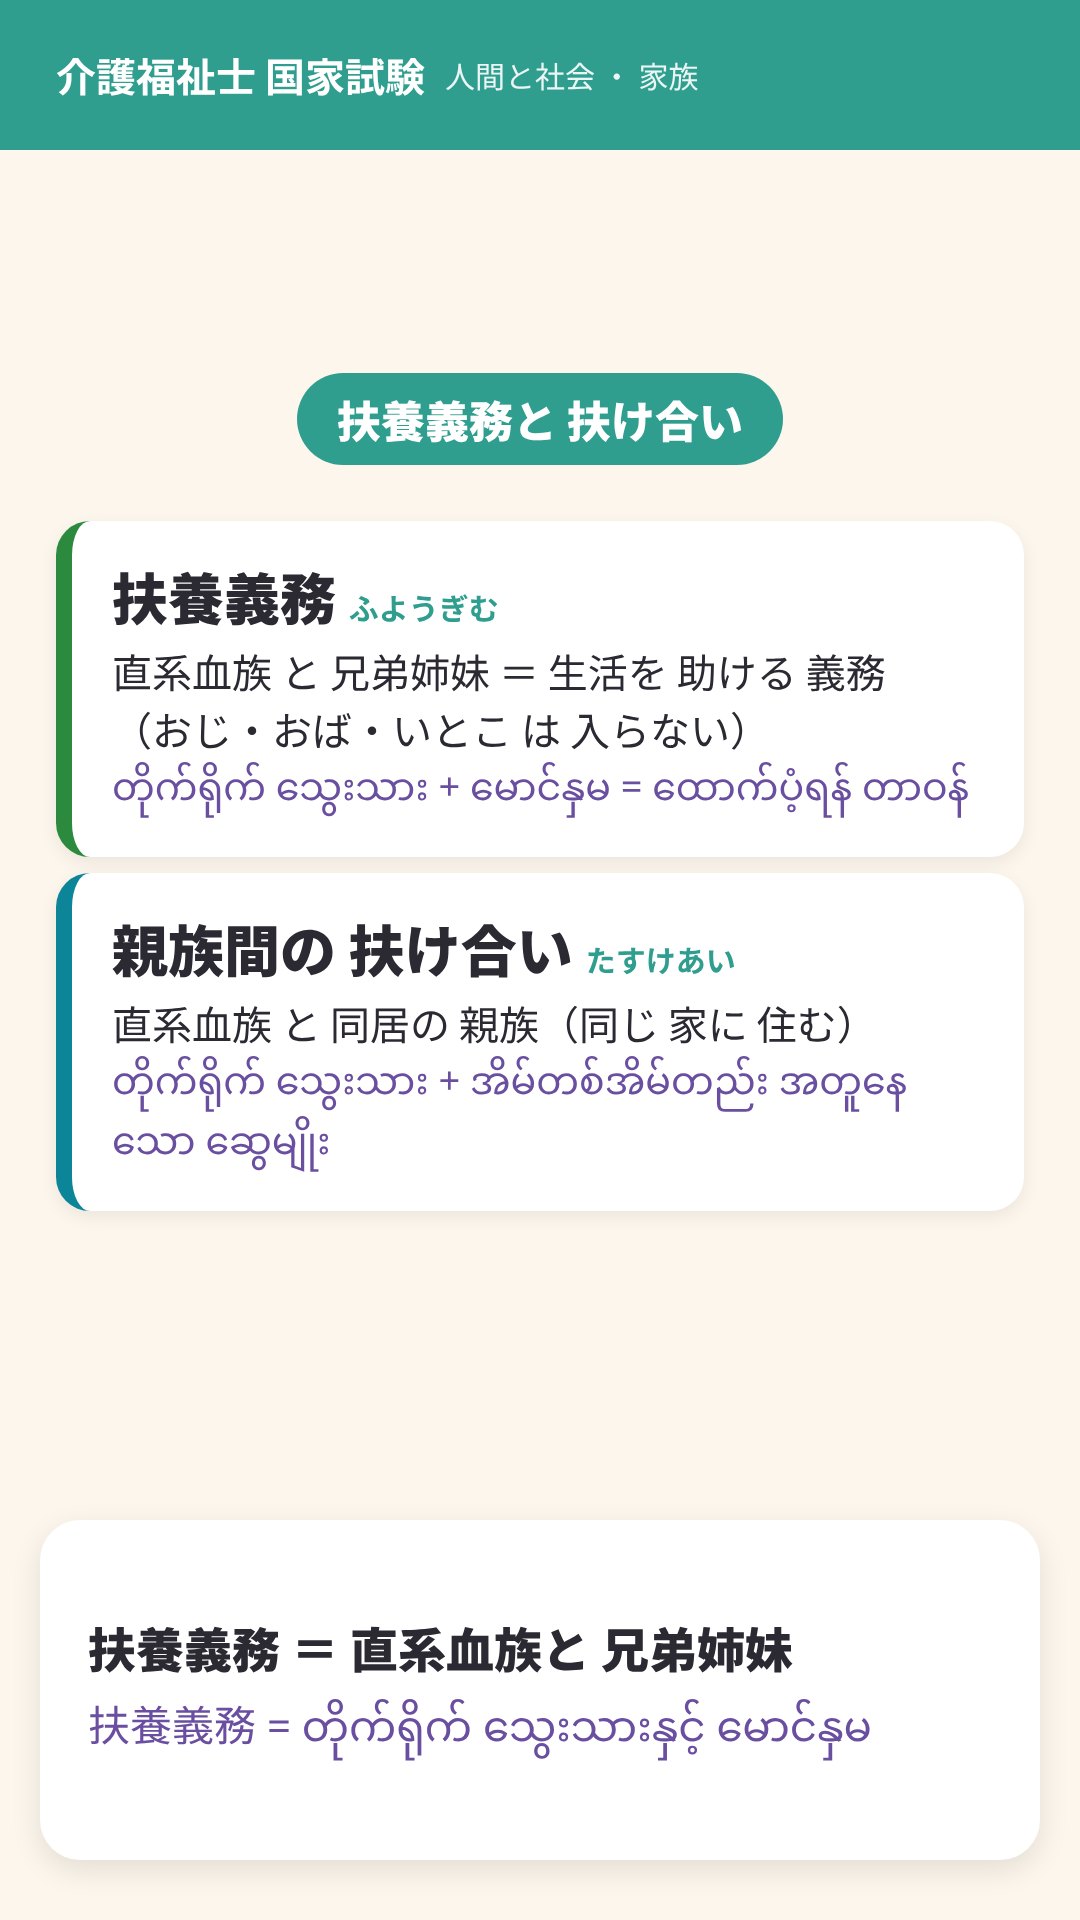 介護福祉士 国家試験 人間と社会 ・ 家族
扶養義務と 扶け合い
扶養義務 ふようぎむ
直系血族 と 兄弟姉妹 ＝ 生活を 助ける 義務
（おじ・おば・いとこ は 入らない）
တိုက်ရိုက် သွေးသား + မောင်နှမ = ထောက်ပံ့ရန် တာဝန်
親族間の 扶け合い たすけあい
直系血族 と 同居の 親族（同じ 家に 住む）
တိုက်ရိုက် သွေးသား + အိမ်တစ်အိမ်တည်း အတူနေ
သော ဆွေမျိုး
扶養義務 ＝ 直系血族と 兄弟姉妹
扶養義務 = တိုက်ရိုက် သွေးသားနှင့် မောင်နှမ